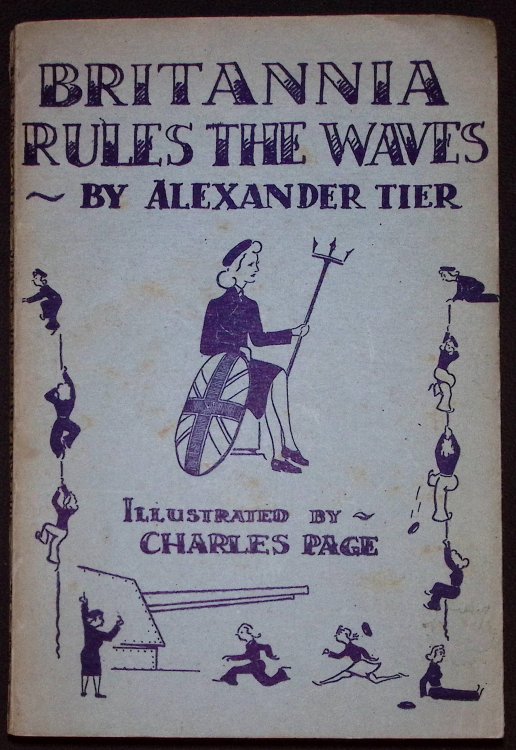 BRITANNIA
RULES THE WAVES
~ BY ALEXANDER TIER
ILLUSTRATED BY ~
CHARLES PAGE